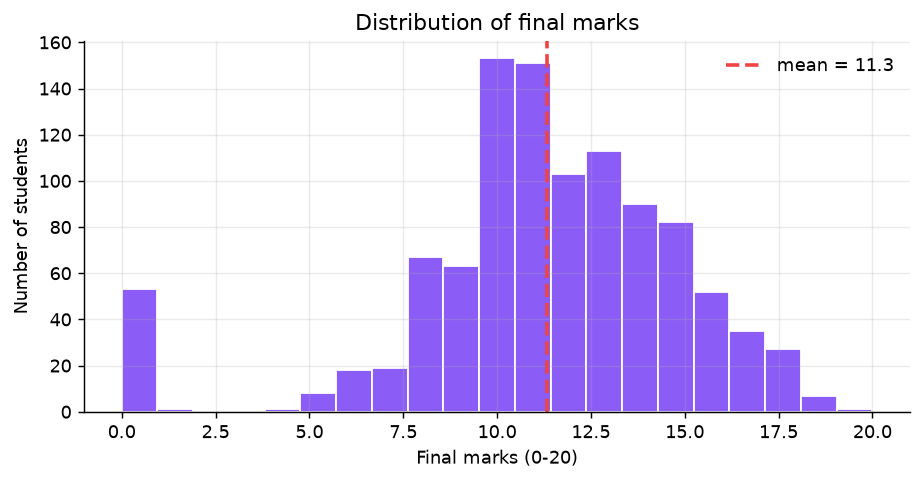 Distribution of final marks
mean = 11.3
Number of students
160
140
120
100
80
60
40
20
0
0.0 2.5 5.0 7.5 10.0 12.5 15.0 17.5 20.0
Final marks (0-20)